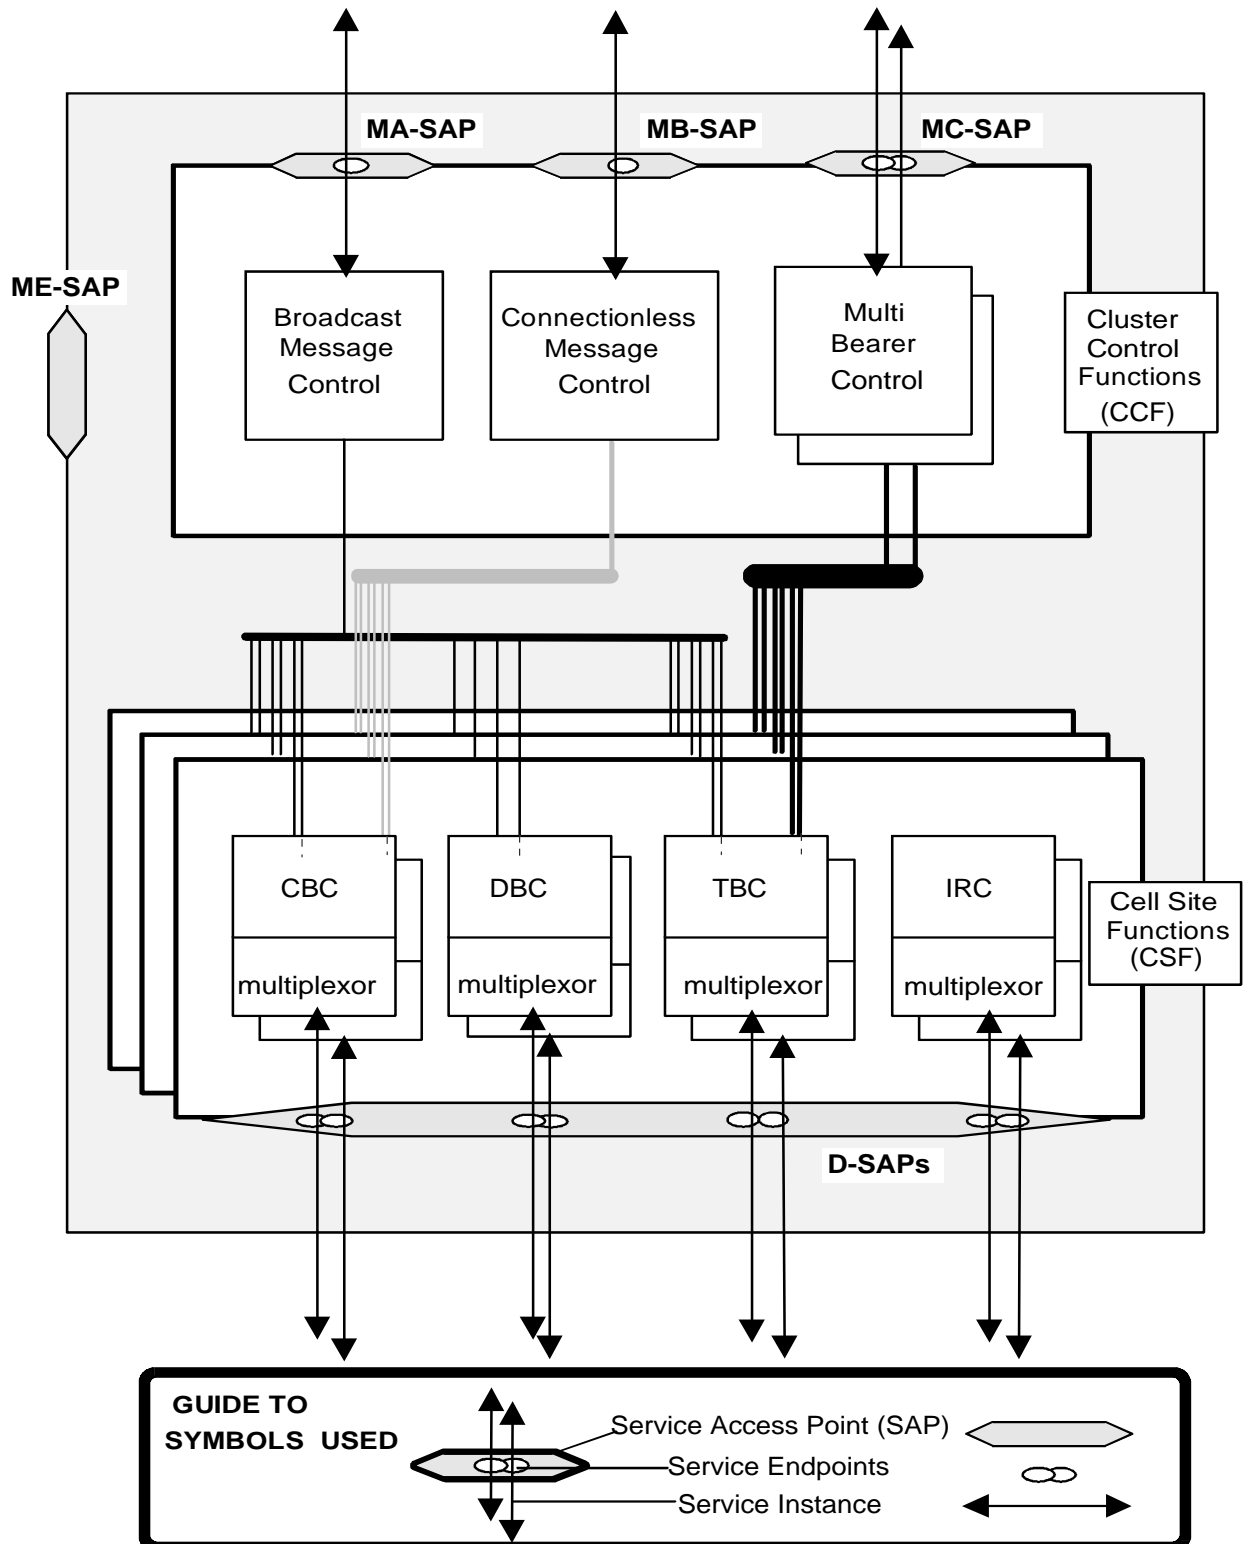 MA-SAP
MB-SAP
MC-SAP
ME-SAP
Broadcast
Message
Control
Connectionless
Message
Control
Multi
Bearer
Control
Cluster
Control
Functions
(CCF)
CBC
multiplexor
DBC
multiplexor
TBC
multiplexor
IRC
multiplexor
Cell Site
Functions
(CSF)
D-SAPs
GUIDE TO
SYMBOLS USED
Service Access Point (SAP)
Service Endpoints
Service Instance